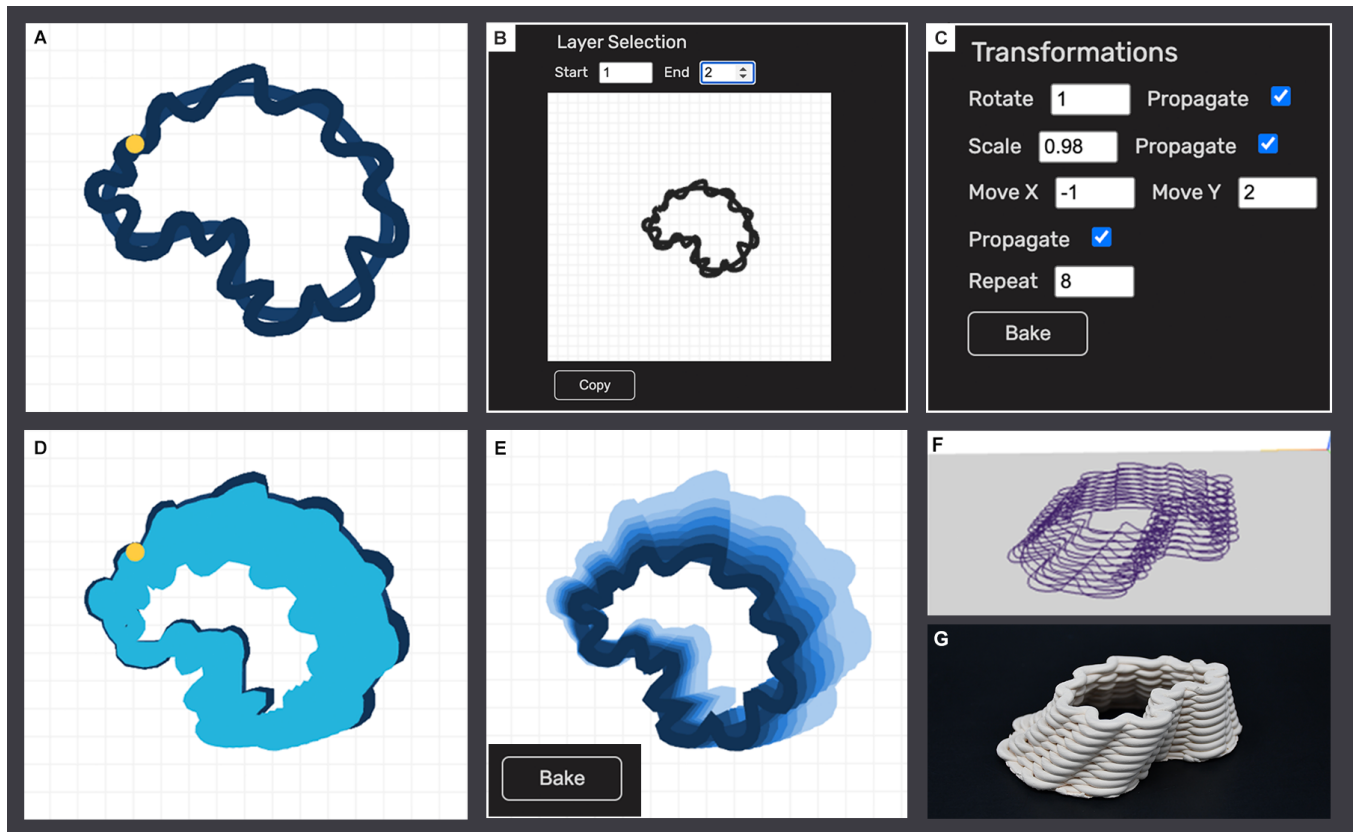 A
B
Layer Selection
Start 1 End 2
Copy
C
Transformations
Rotate 1 Propagate
Scale 0.98 Propagate
Move X -1 Move Y 2
Propagate
Repeat 8
Bake
D
E
Bake
F
G